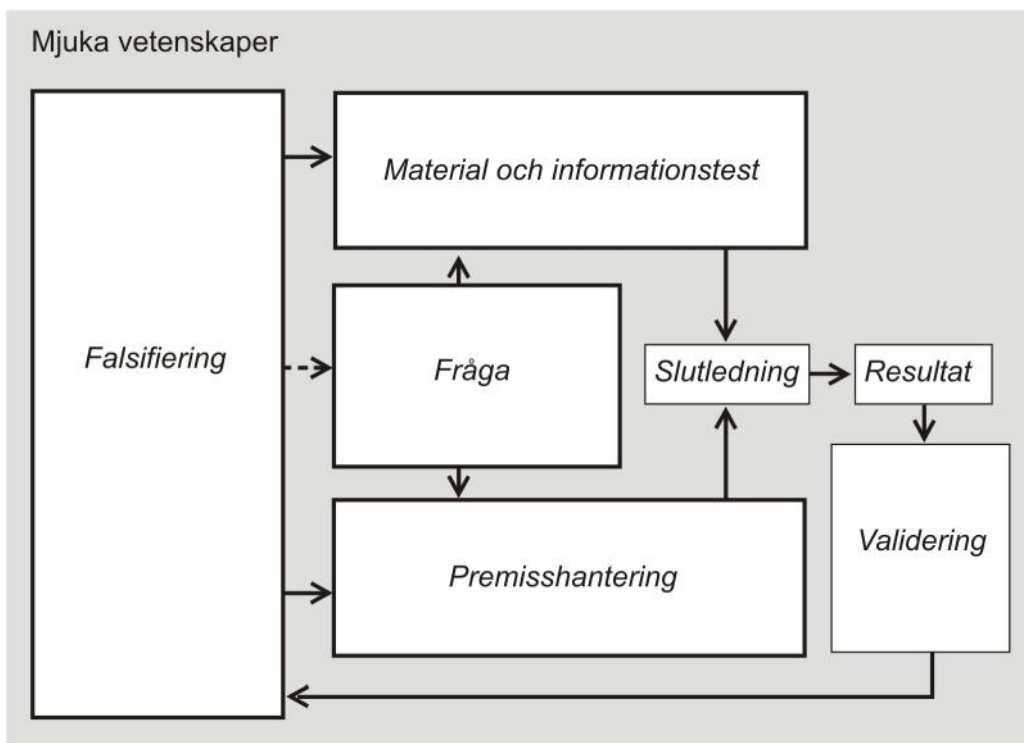 Mjuka vetenskaper
Material och informationstest
Falsifiering
Fråga
Slutledning
Resultat
Premisshantering
Validering